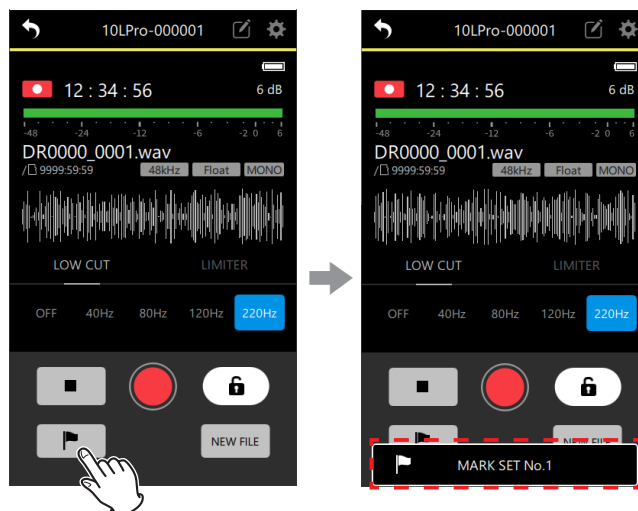 10LPro-000001
12 : 34 : 56 6 dB
-48 -24 -12 -6 -2 0 6
DR0000_0001.wav
/ 9999:59:59 48kHz Float MONO
LOW CUT LIMITER
OFF 40Hz 80Hz 120Hz 220Hz
NEW FILE
10LPro-000001
12 : 34 : 56 6 dB
-48 -24 -12 -6 -2 0 6
DR0000_0001.wav
/ 9999:59:59 48kHz Float MONO
LOW CUT LIMITER
OFF 40Hz 80Hz 120Hz 220Hz
NEW FILE
MARK SET No.1